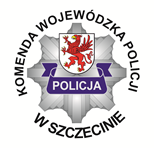 KOMENDA WOJEWÓDZKA POLICJI
POLICJA
W SZCZECINIE